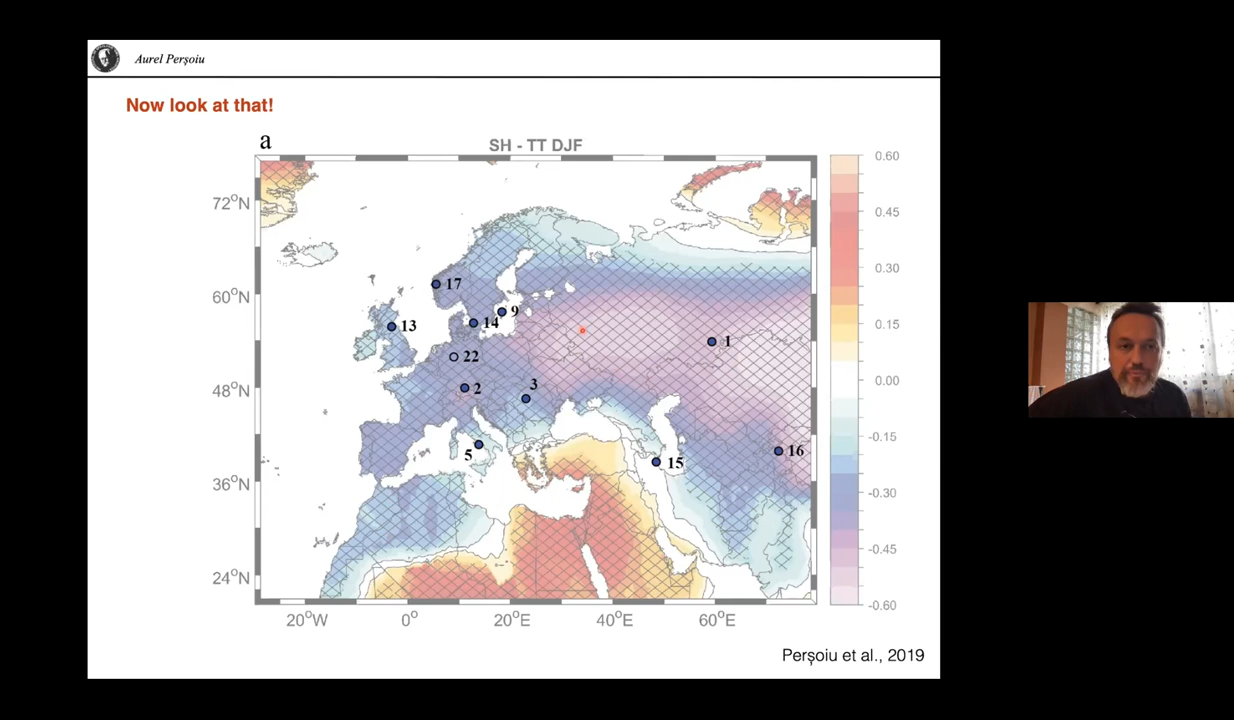 Aurel Perșoiu
Now look at that!
a
SH - TT DJF
72°N
60°N
48°N
36°N
24°N
20°W
0°
20°E
40°E
60°E
17
13
14
9
22
2
3
5
1
15
16
0.60
0.45
0.30
0.15
0.00
-0.15
-0.30
-0.45
-0.60
Perșoiu et al., 2019